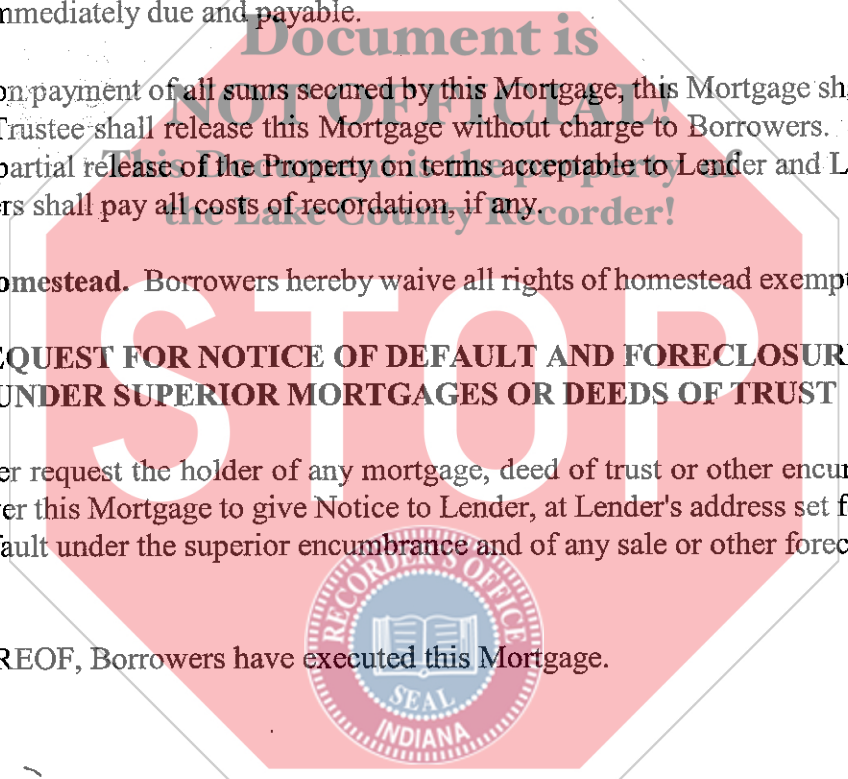 nmediately due and payable.
Document is
on payment of all sums secured by this Mortgage, this Mortgage sh
NOT OFFICIAL!
Trustee shall release this Mortgage without charge to Borrowers.
This Document is the property of
partial release of the Property on terms acceptable to Lender and L
the Lake County Recorder!
ers shall pay all costs of recordation, if any.
omestead. Borrowers hereby waive all rights of homestead exempt
STOP
EQUEST FOR NOTICE OF DEFAULT AND FORECLOSURE
UNDER SUPERIOR MORTGAGES OR DEEDS OF TRUST
er request the holder of any mortgage, deed of trust or other encur
er this Mortgage to give Notice to Lender, at Lender's address set f
fault under the superior encumbrance and of any sale or other forec
RECORDER'S OFFICE
REOF, Borrowers have executed this Mortgage.
SEAL
INDIANA